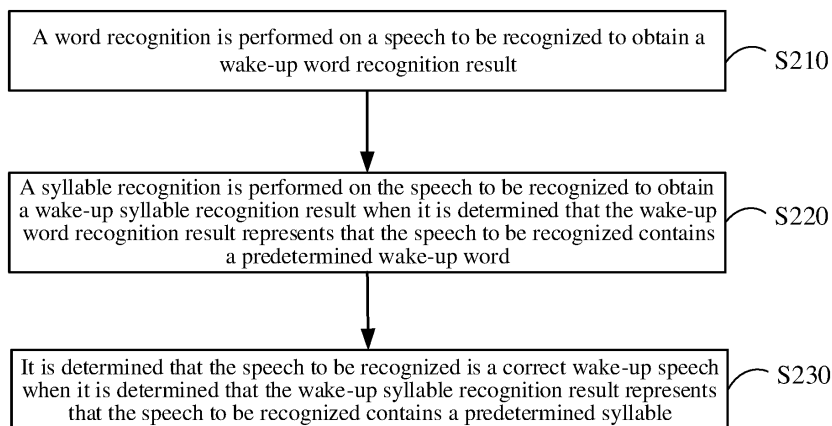 A word recognition is performed on a speech to be recognized to obtain a
wake-up word recognition result
S210
A syllable recognition is performed on the speech to be recognized to obtain
a wake-up syllable recognition result when it is determined that the wake-up
word recognition result represents that the speech to be recognized contains
a predetermined wake-up word
S220
It is determined that the speech to be recognized is a correct wake-up speech
when it is determined that the wake-up syllable recognition result represents
that the speech to be recognized contains a predetermined syllable
S230